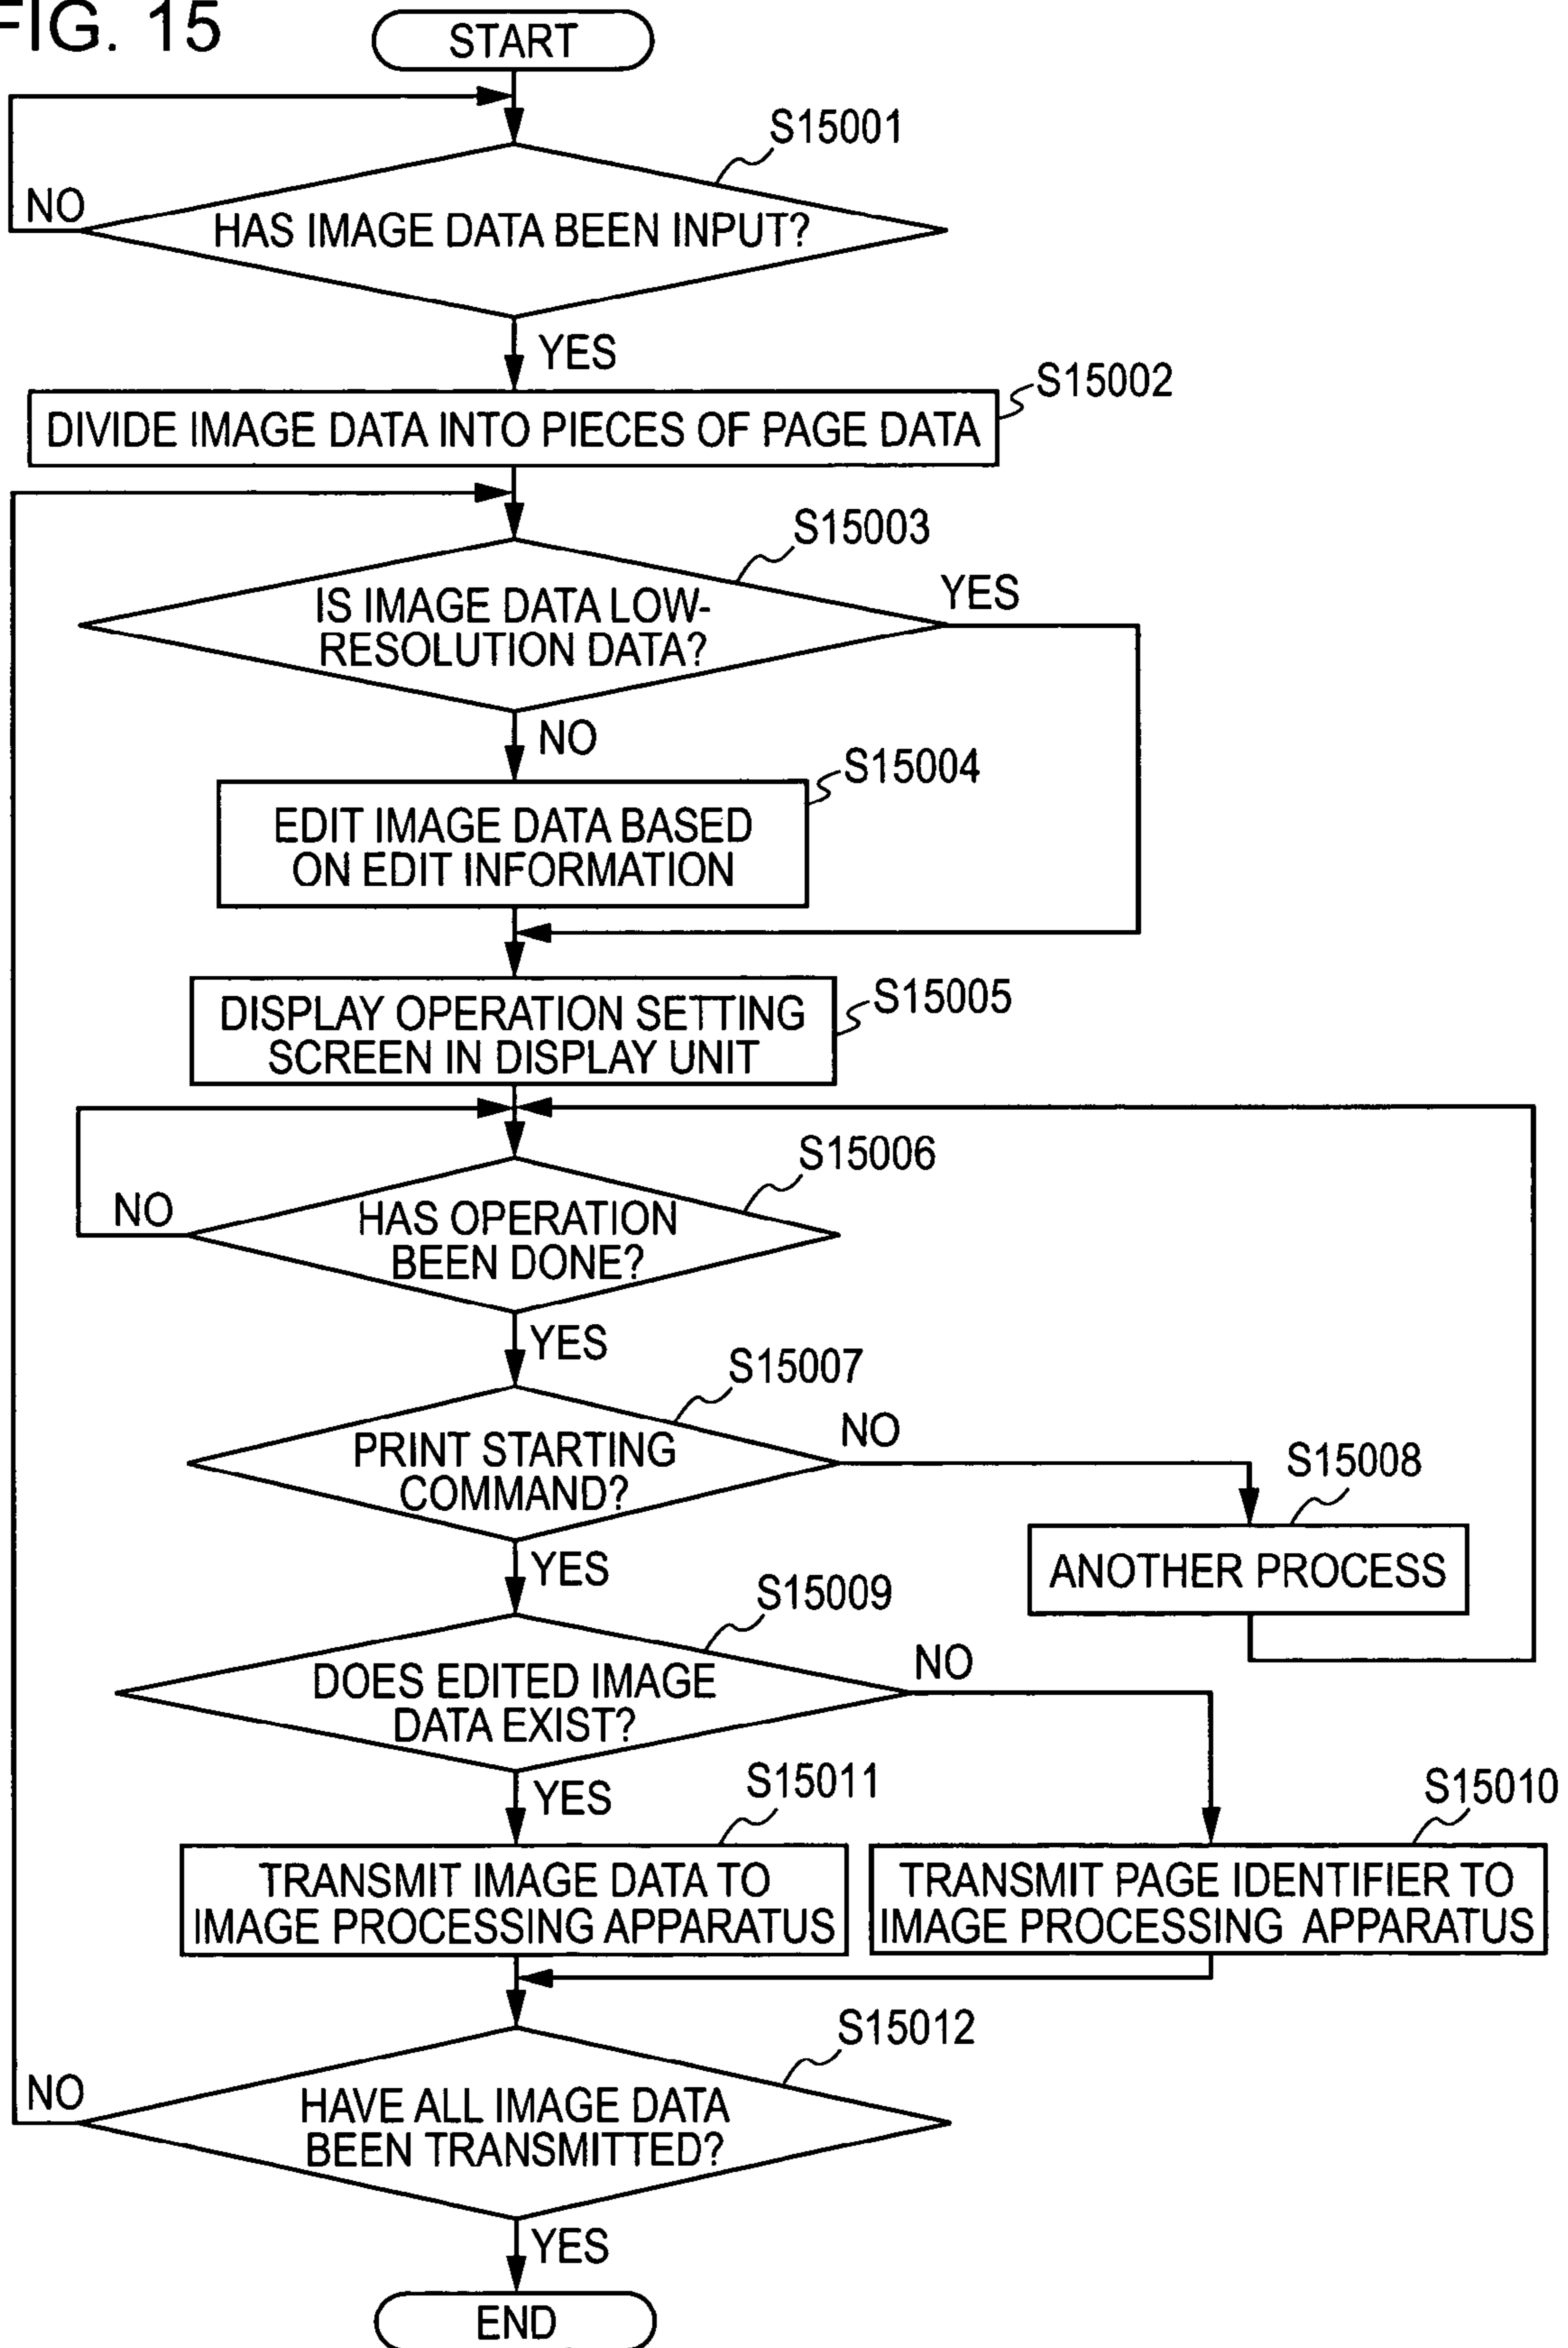 FIG. 15
START
S15001
NO
HAS IMAGE DATA BEEN INPUT?
YES
S15002
DIVIDE IMAGE DATA INTO PIECES OF PAGE DATA
S15003
YES
IS IMAGE DATA LOW-
RESOLUTION DATA?
NO
S15004
EDIT IMAGE DATA BASED
ON EDIT INFORMATION
S15005
DISPLAY OPERATION SETTING
SCREEN IN DISPLAY UNIT
S15006
NO
HAS OPERATION
BEEN DONE?
YES
S15007
NO
PRINT STARTING
COMMAND?
S15008
YES
ANOTHER PROCESS
S15009
NO
DOES EDITED IMAGE
DATA EXIST?
YES
S15011
S15010
TRANSMIT IMAGE DATA TO
IMAGE PROCESSING APPARATUS
TRANSMIT PAGE IDENTIFIER TO
IMAGE PROCESSING APPARATUS
S15012
NO
HAVE ALL IMAGE DATA
BEEN TRANSMITTED?
YES
END